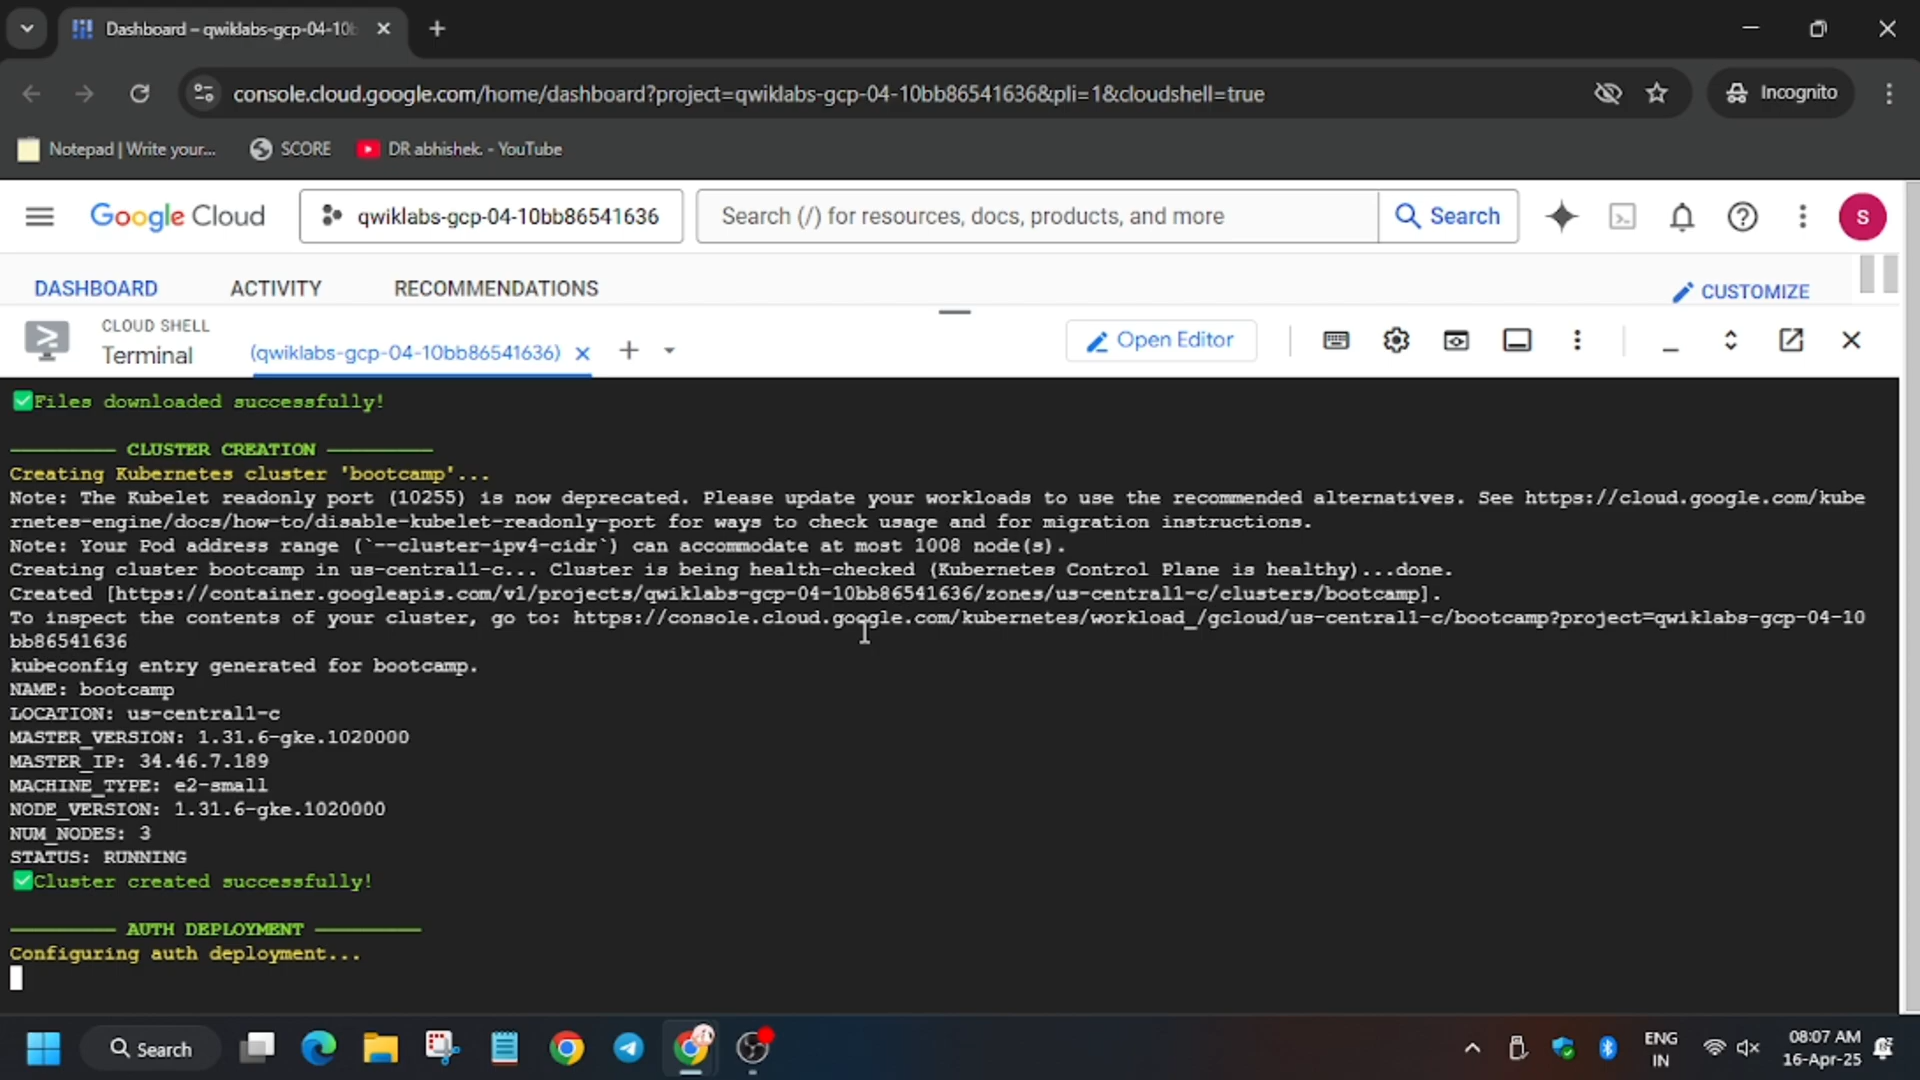 Dashboard – qwiklabs-gcp-04-10b
console.cloud.google.com/home/dashboard?project=qwiklabs-gcp-04-10bb86541636&pli=1&cloudshell=true
Incognito
Notepad | Write your...
SCORE
DR abhishek. - YouTube
Google Cloud
qwiklabs-gcp-04-10bb86541636
Search (/) for resources, docs, products, and more
Search
S
DASHBOARD
ACTIVITY
RECOMMENDATIONS
CUSTOMIZE
CLOUD SHELL
Terminal
(qwiklabs-gcp-04-10bb86541636)
Open Editor
✅Files downloaded successfully!
───────── CLUSTER CREATION ─────────
Creating Kubernetes cluster 'bootcamp'...
Note: The Kubelet readonly port (10255) is now deprecated. Please update your workloads to use the recommended alternatives. See https://cloud.google.com/kube
rnetes-engine/docs/how-to/disable-kubelet-readonly-port for ways to check usage and for migration instructions.
Note: Your Pod address range (`--cluster-ipv4-cidr`) can accommodate at most 1008 node(s).
Creating cluster bootcamp in us-central1-c... Cluster is being health-checked (Kubernetes Control Plane is healthy)...done.
Created [https://container.googleapis.com/v1/projects/qwiklabs-gcp-04-10bb86541636/zones/us-central1-c/clusters/bootcamp].
To inspect the contents of your cluster, go to: https://console.cloud.google.com/kubernetes/workload_/gcloud/us-central1-c/bootcamp?project=qwiklabs-gcp-04-10
bb86541636
kubeconfig entry generated for bootcamp.
NAME: bootcamp
LOCATION: us-central1-c
MASTER_VERSION: 1.31.6-gke.1020000
MASTER_IP: 34.46.7.189
MACHINE_TYPE: e2-small
NODE_VERSION: 1.31.6-gke.1020000
NUM_NODES: 3
STATUS: RUNNING
✅Cluster created successfully!
───────── AUTH DEPLOYMENT ─────────
Configuring auth deployment...
Search
ENG
IN
08:07 AM
16-Apr-25